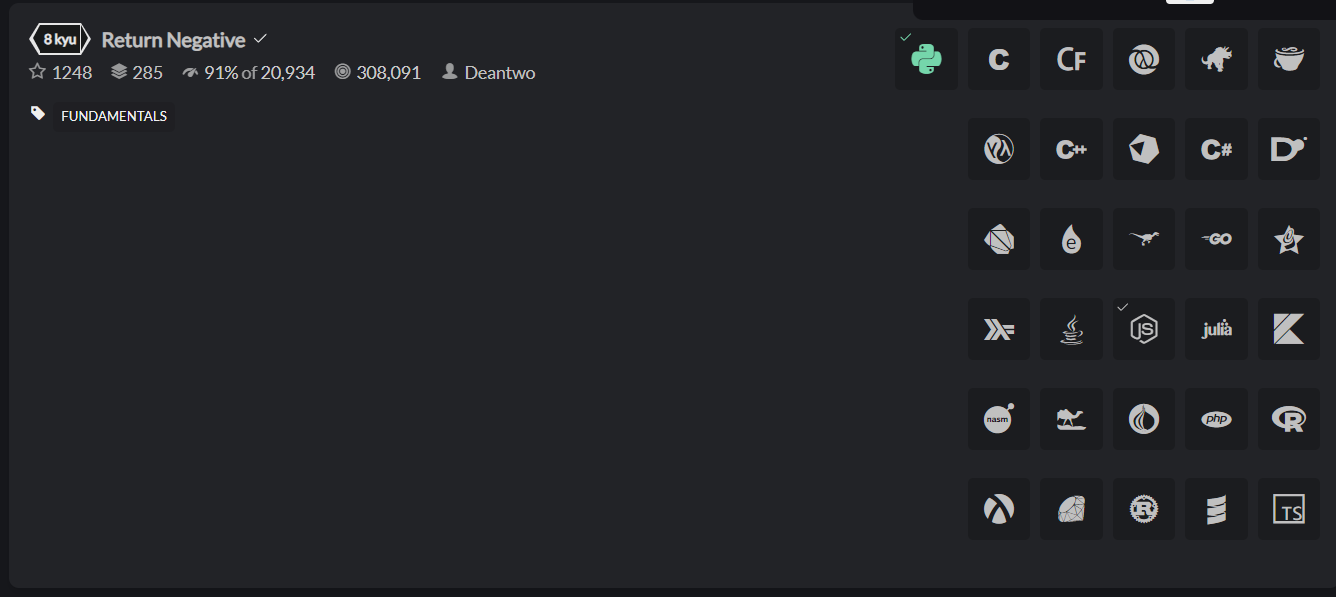 8 kyu Return Negative
1248 285 91% of 20,934 308,091 Deantwo
FUNDAMENTALS
C CF
C++ C# D
e GO
JS julia
nasm php R
R TS